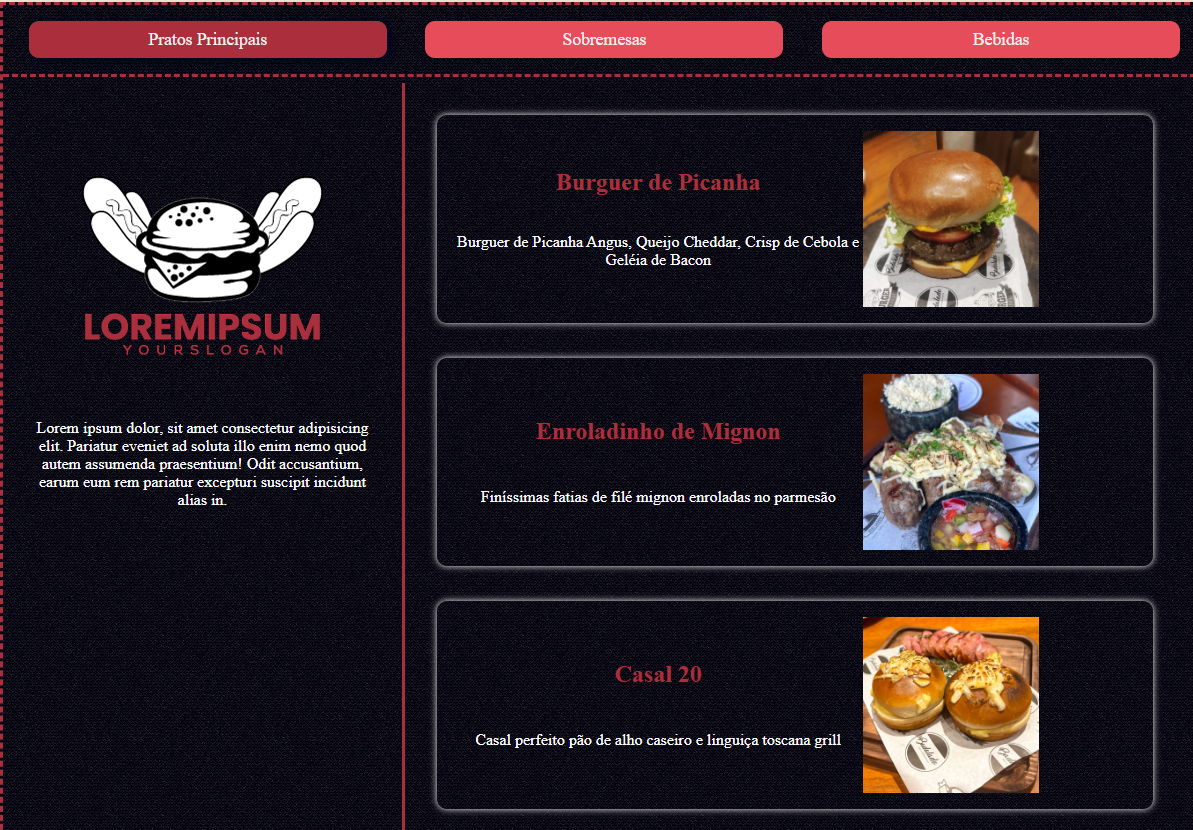 Pratos Principais
Sobremesas
Bebidas
LOREMIPSUM
YOURSLOGAN
Lorem ipsum dolor, sit amet consectetur adipisicing
elit. Pariatur eveniet ad soluta illo enim nemo quod
autem assumenda praesentium! Odit accusantium,
earum eum rem pariatur excepturi suscipit incidunt
alias in.
Burguer de Picanha
Burguer de Picanha Angus, Queijo Cheddar, Crisp de Cebola e
Geléia de Bacon
Enroladinho de Mignon
Finíssimas fatias de filé mignon enroladas no parmesão
Casal 20
Casal perfeito pão de alho caseiro e linguiça toscana grill